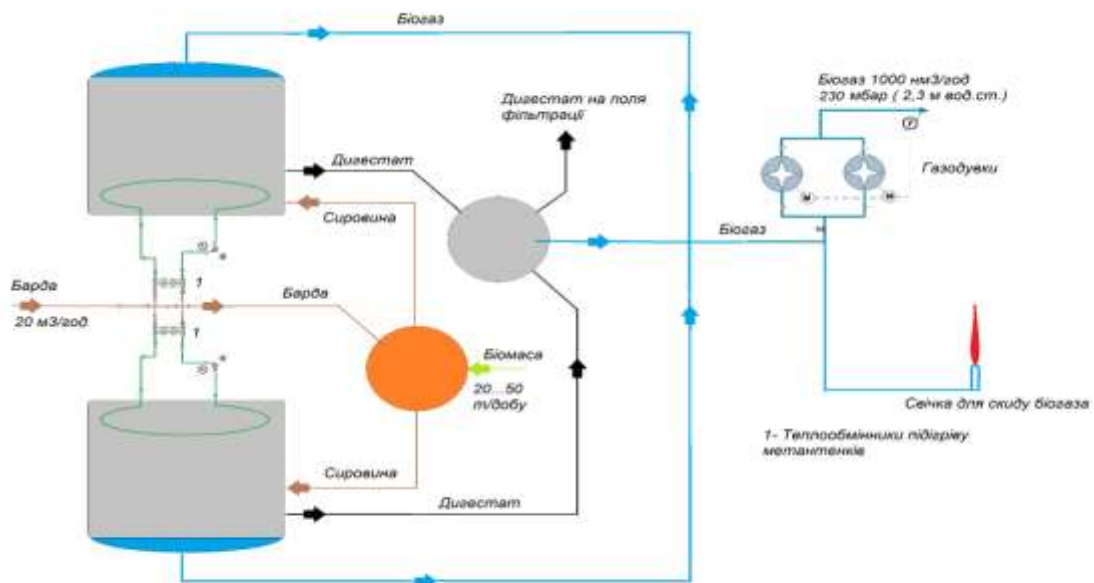 Біогаз
Біогаз 1000 нм3/год
230 мбар ( 2,3 м вод.ст.)
Дигестат на поля
фільтрації
Дигестат
Газодувки
Сировина
Біогаз
Барда
20 м3/год
1
Барда
1
Біомаса
20...50
т/добу
Свічка для скиду біогаза
1- Теплообмінники підігріву
метантенків
Сировина
Дигестат
Біогаз